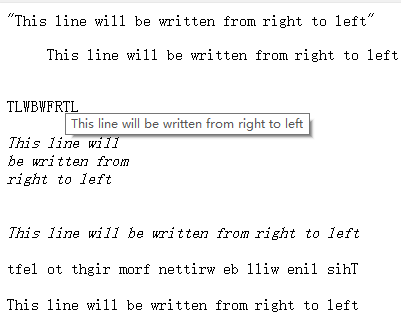 "This line will be written from right to left"
This line will be written from right to left
TLWBWFRTL
This line will be written from right to left
This line will
be written from
right to left
This line will be written from right to left
tfel ot thgir morf nettirw eb lliw enil sihT
This line will be written from right to left